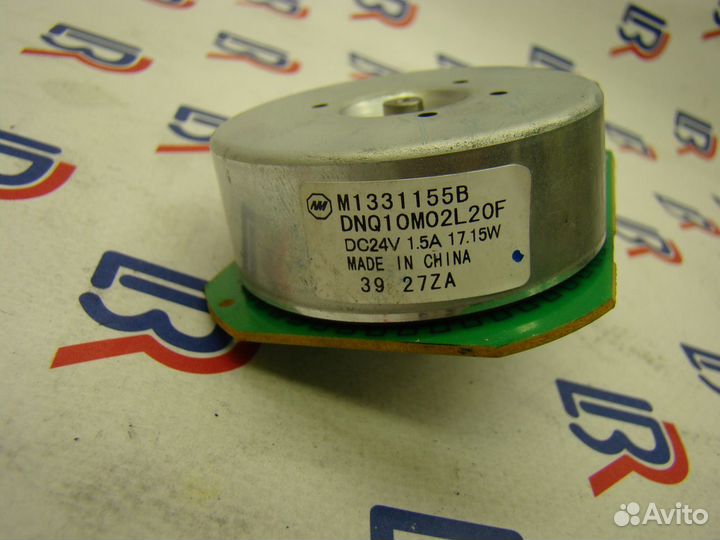 M1331155B
DNQ10M02L20F
DC24V 1.5A 17.15W
MADE IN CHINA
39 27ZA
Avito